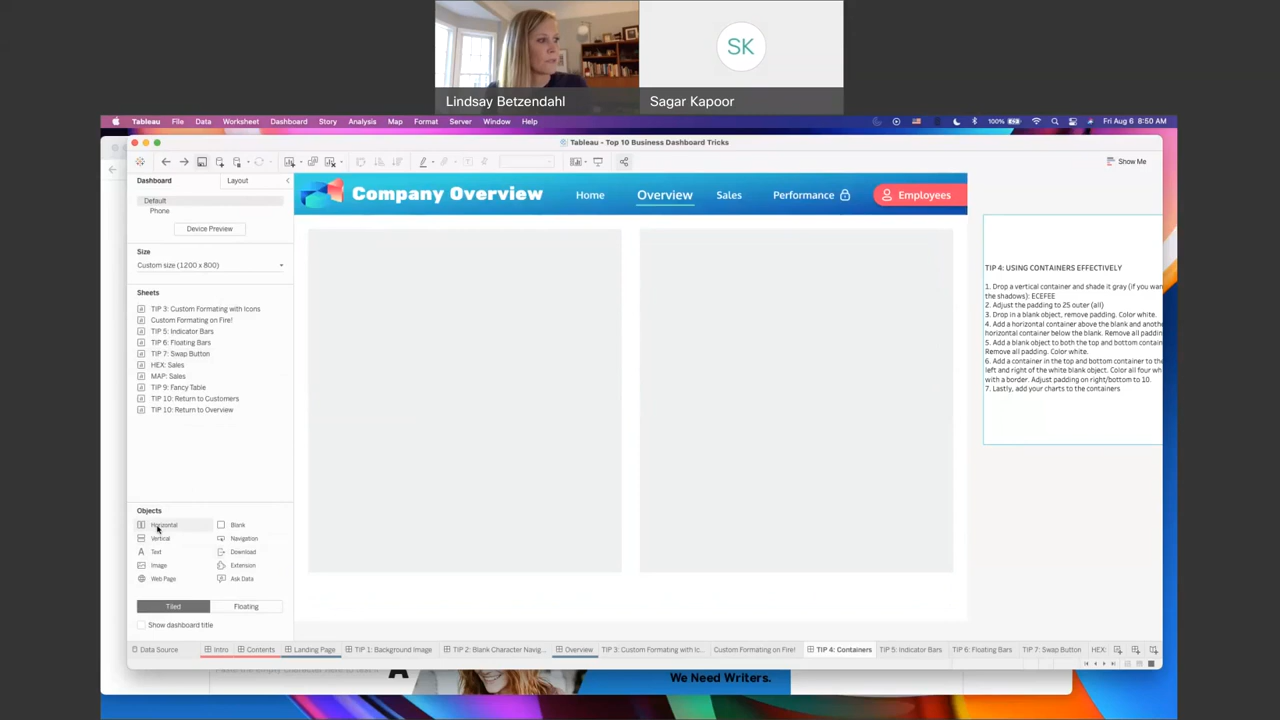 SK
Lindsay Betzendahl
Sagar Kapoor
Tableau File Data Worksheet Dashboard Story Analysis Map Format Server Window Help
100% Fri Aug 6 8:50 AM
Tableau - Top 10 Business Dashboard Tricks
Show Me
Dashboard Layout
Default
Phone
Device Preview
Size
Custom size (1200 x 800)
Sheets
TIP 3: Custom Formating with Icons
Custom Formating on Fire!
TIP 5: Indicator Bars
TIP 6: Floating Bars
TIP 7: Swap Button
HEX: Sales
MAP: Sales
TIP 9: Fancy Table
TIP 10: Return to Customers
TIP 10: Return to Overview
Objects
Horizontal Blank
Vertical Navigation
Text Download
Image Extension
Web Page Ask Data
Tiled Floating
Show dashboard title
Company Overview Home Overview Sales Performance Employees
TIP 4: USING CONTAINERS EFFECTIVELY
1. Drop a vertical container and shade it gray (if you wan
the shadows): ECEFEE
2. Adjust the padding to 25 outer (all)
3. Drop in a blank object, remove padding. Color white.
4. Add a horizontal container above the blank and anothe
horizontal container below the blank. Remove all paddin
5. Add a blank object to both the top and bottom contain
Remove all padding. Color white.
6. Add a container in the top and bottom container to the
left and right of the white blank object. Color all four wh
with a border. Adjust padding on right/bottom to 10.
7. Lastly, add your charts to the containers
Data Source Intro Contents Landing Page TIP 1: Background Image TIP 2: Blank Character Navig... Overview TIP 3: Custom Formating with Ic... Custom Formating on Fire! TIP 4: Containers TIP 5: Indicator Bars TIP 6: Floating Bars TIP 7: Swap Button HEX:
We Need Writers.